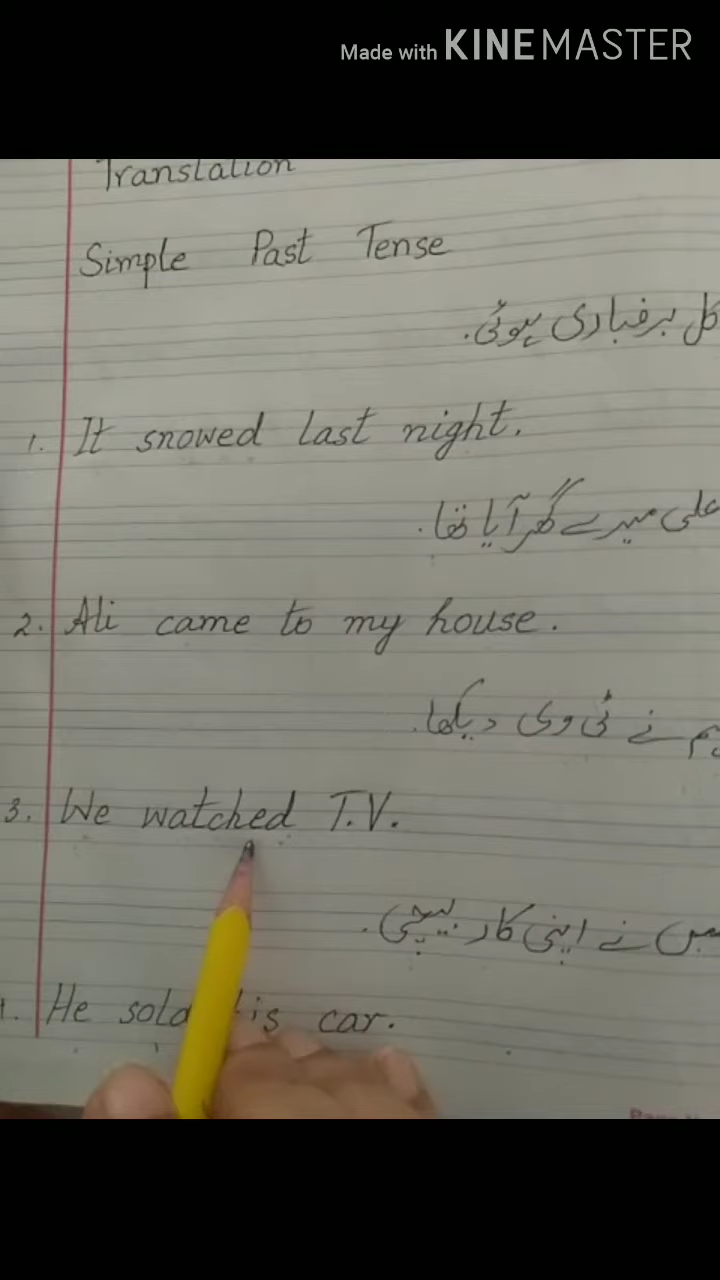 Made with KINEMASTER
Translation
Simple Past Tense
کل برفباری ہوئی.
1. It snowed last night.
علی میرے گھر آیا تھا.
2. Ali came to my house.
ہم نے ٹی وی دیکھا.
3. We watched T.V.
نے اپنی کار بیچی.
He sold his car.